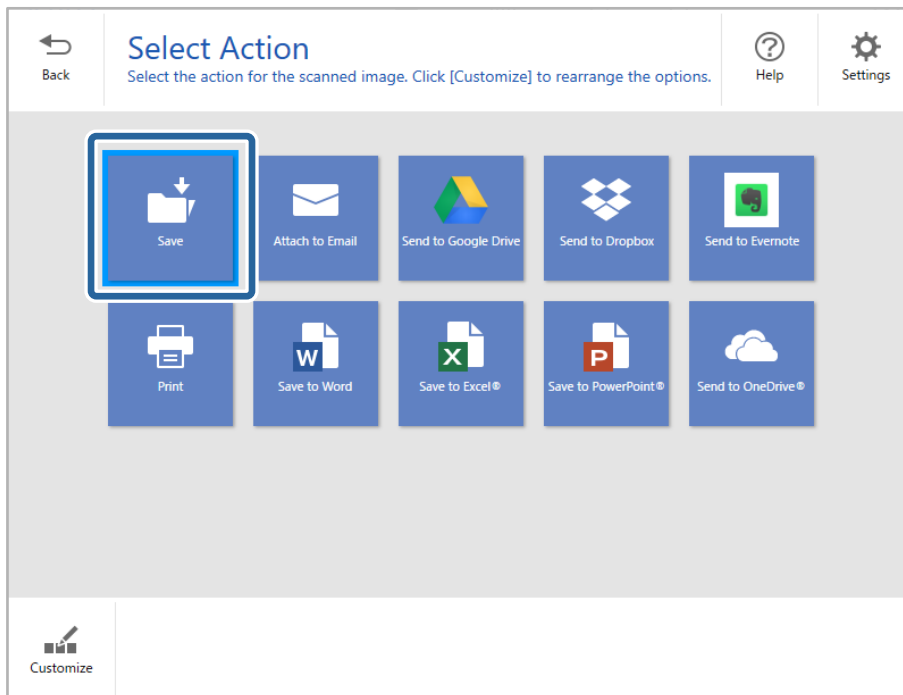 Back
Select Action
Select the action for the scanned image. Click [Customize] to rearrange the options.
Help
Settings
Save
Attach to Email
Send to Google Drive
Send to Dropbox
Send to Evernote
Print
W
Save to Word
X
Save to Excel®
P
Save to PowerPoint®
Send to OneDrive®
Customize